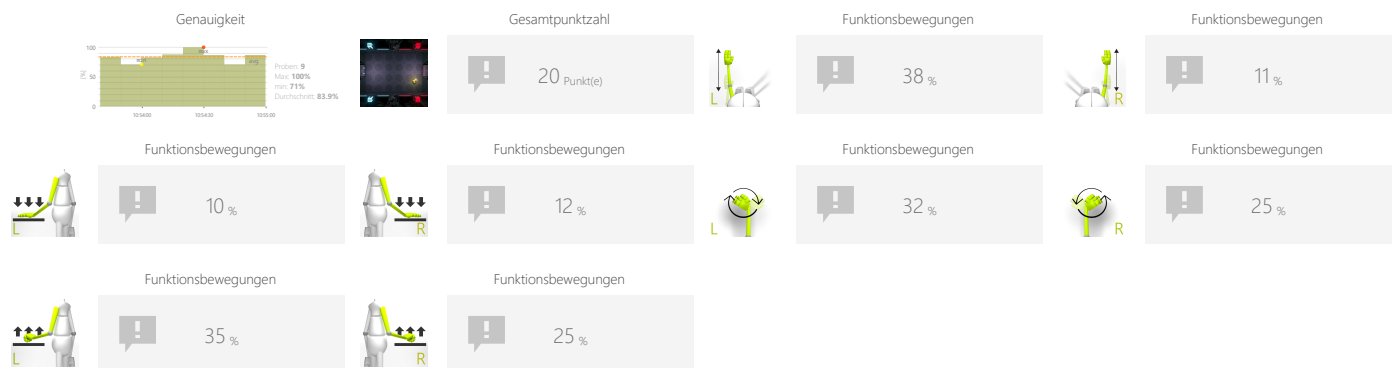 Genauigkeit
100
50
0
[%]
10:54:00
10:54:30
10:55:00
Proben: 9
Max: 100%
min: 71%
Durchschnitt: 83.9%
Gesamtpunktzahl
20 Punkt(e)
Funktionsbewegungen
L
38 %
Funktionsbewegungen
R
11 %
Funktionsbewegungen
L
10 %
Funktionsbewegungen
R
12 %
Funktionsbewegungen
L
32 %
Funktionsbewegungen
R
25 %
Funktionsbewegungen
L
35 %
Funktionsbewegungen
R
25 %